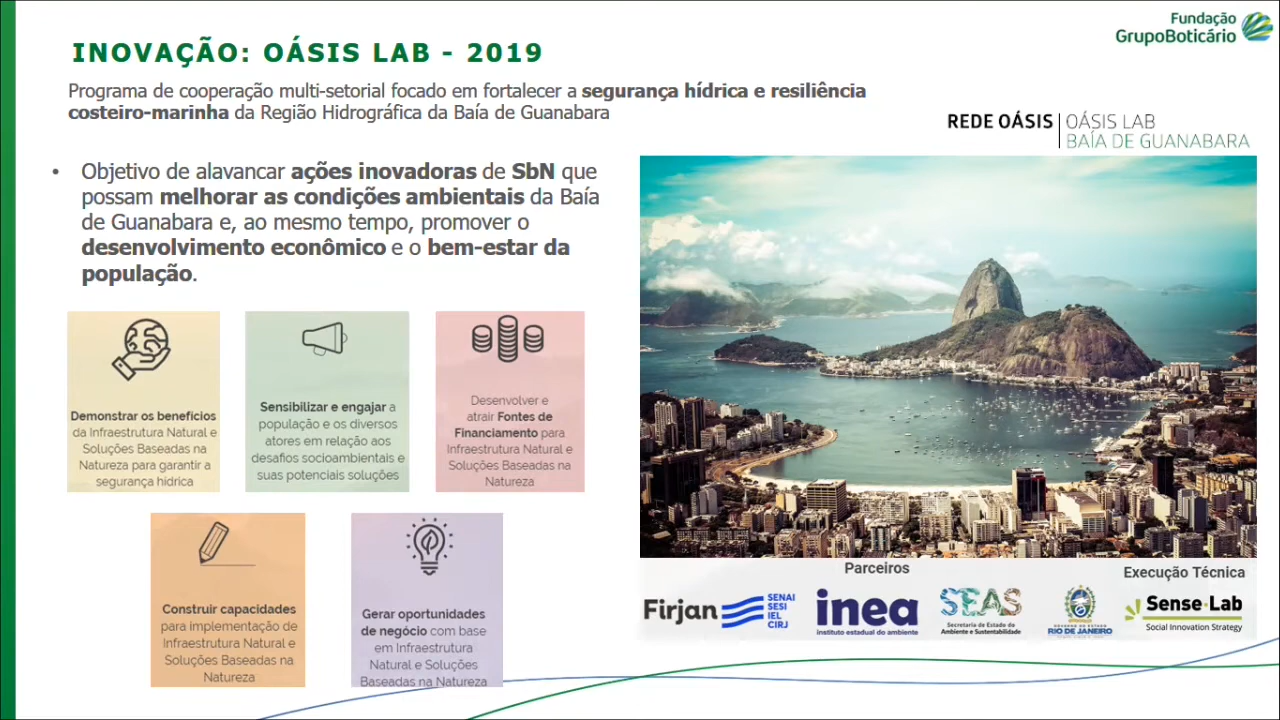 Fundação
GrupoBoticário
INOVAÇÃO: OÁSIS LAB - 2019
Programa de cooperação multi-setorial focado em fortalecer a segurança hídrica e resiliência
costeiro-marinha da Região Hidrográfica da Baía de Guanabara
REDE OÁSIS
OÁSIS LAB
BAÍA DE GUANABARA
• Objetivo de alavancar ações inovadoras de SbN que
possam melhorar as condições ambientais da Baía
de Guanabara e, ao mesmo tempo, promover o
desenvolvimento econômico e o bem-estar da
população.
Demonstrar os benefícios
da Infraestrutura Natural e
Soluções Baseadas na
Natureza para garantir a
segurança hídrica
Sensibilizar e engajar a
população e os diversos
atores em relação aos
desafios socioambientais e
suas potenciais soluções
Desenvolver e
atrair Fontes de
Financiamento para
Infraestrutura Natural e
Soluções Baseadas na
Natureza
Construir capacidades
para implementação de
Infraestrutura Natural e
Soluções Baseadas na
Natureza
Gerar oportunidades
de negócio com base
em Infraestrutura
Natural e Soluções
Baseadas na Natureza
Parceiros
Execução Técnica
Firjan
SENAI
SESI
IEL
CIRJ
inea
instituto estadual do ambiente
SEAS
Secretaria de Estado do
Ambiente e Sustentabilidade
GOVERNO DO ESTADO
RIO DE JANEIRO
Sense-Lab
Social Innovation Strategy